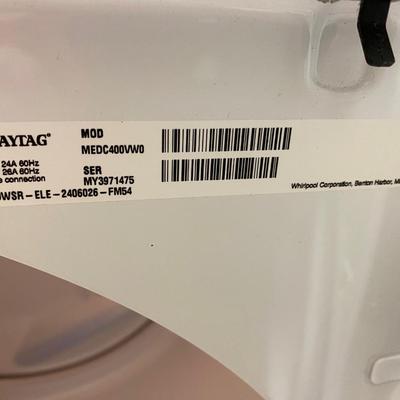 AYTAG®
MOD
MEDC400VW0
24A 60Hz
26A 60Hz
connection
SER
MY3971475
WSR-ELE-2406026-FM54
Whirlpool Corporation, Benton Harbor, M